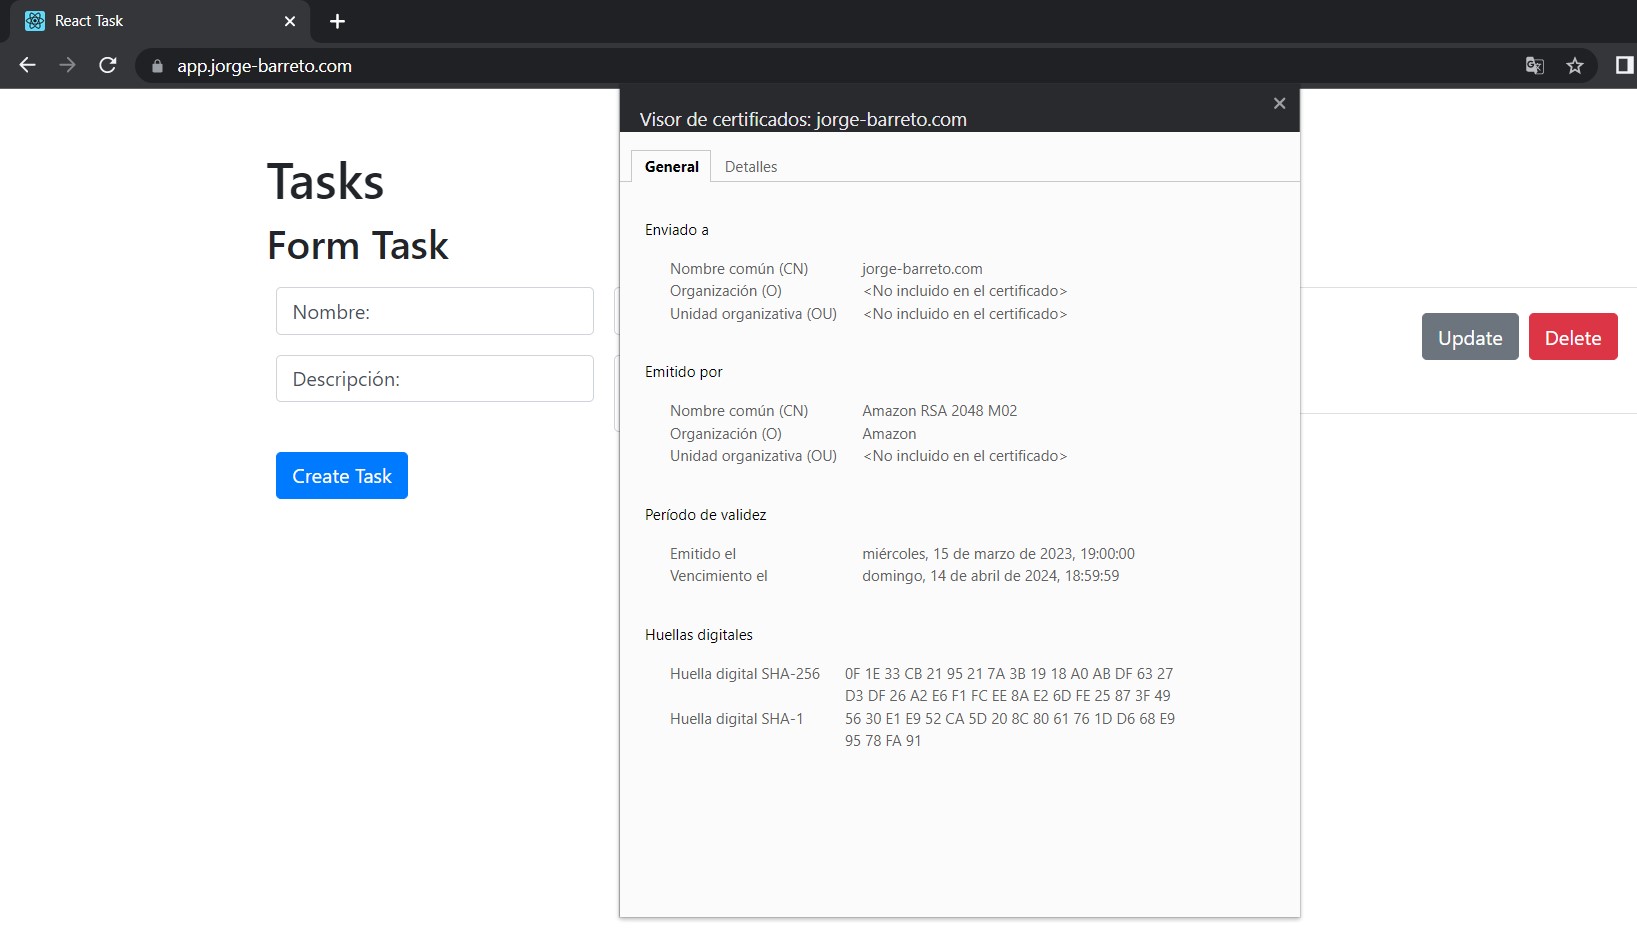 React Task
app.jorge-barreto.com
Visor de certificados: jorge-barreto.com
General Detalles
Tasks
Form Task
Nombre:
Descripción:
Create Task
Update Delete
Enviado a
Nombre común (CN) jorge-barreto.com
Organización (O) <No incluido en el certificado>
Unidad organizativa (OU) <No incluido en el certificado>
Emitido por
Nombre común (CN) Amazon RSA 2048 M02
Organización (O) Amazon
Unidad organizativa (OU) <No incluido en el certificado>
Período de validez
Emitido el miércoles, 15 de marzo de 2023, 19:00:00
Vencimiento el domingo, 14 de abril de 2024, 18:59:59
Huellas digitales
Huella digital SHA-256 0F 1E 33 CB 21 95 21 7A 3B 19 18 A0 AB DF 63 27
D3 DF 26 A2 E6 F1 FC EE 8A E2 6D FE 25 87 3F 49
Huella digital SHA-1 56 30 E1 E9 52 CA 5D 20 8C 80 61 76 1D D6 68 E9
95 78 FA 91